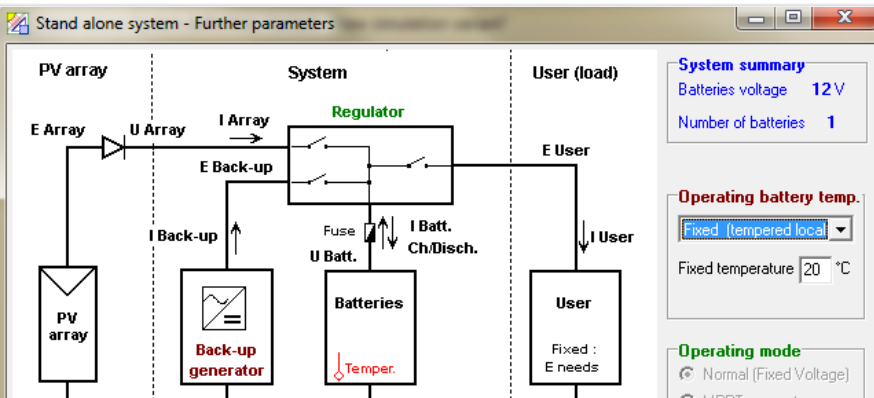 Stand alone system - Further parameters
PV array
System
User (load)
E Array
U Array
I Array
Regulator
E Back-up
E User
I Back-up
Fuse
U Batt.
I Batt.
Ch/Disch.
I User
PV
array
Back-up
generator
Batteries
Temper.
User
Fixed :
E needs
System summary
Batteries voltage 12 V
Number of batteries 1
Operating battery temp.
Fixed (tempered local
Fixed temperature 20 °C
Operating mode
Normal (Fixed Voltage)